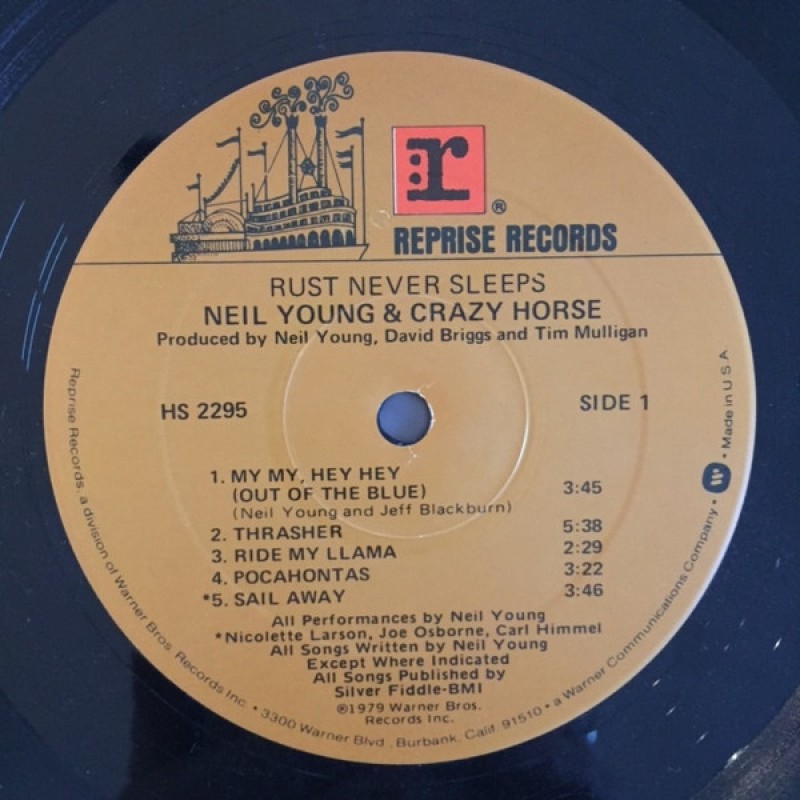 r
®
REPRISE RECORDS
RUST NEVER SLEEPS
NEIL YOUNG & CRAZY HORSE
Produced by Neil Young, David Briggs and Tim Mulligan
HS 2295
SIDE 1
1. MY MY, HEY HEY
(OUT OF THE BLUE) 3:45
(Neil Young and Jeff Blackburn)
2. THRASHER 5:38
3. RIDE MY LLAMA 2:29
4. POCAHONTAS 3:22
*5. SAIL AWAY 3:46
All Performances by Neil Young
*Nicolette Larson, Joe Osborne, Carl Himmel
All Songs Written by Neil Young
Except Where Indicated
All Songs Published by
Silver Fiddle-BMI
℗1979 Warner Bros.
Records Inc.
Reprise Records, a division of Warner Bros. Records Inc. • 3300 Warner Blvd., Burbank, Calif. 91510 • a Warner Communications Company • W • Made in U.S.A.